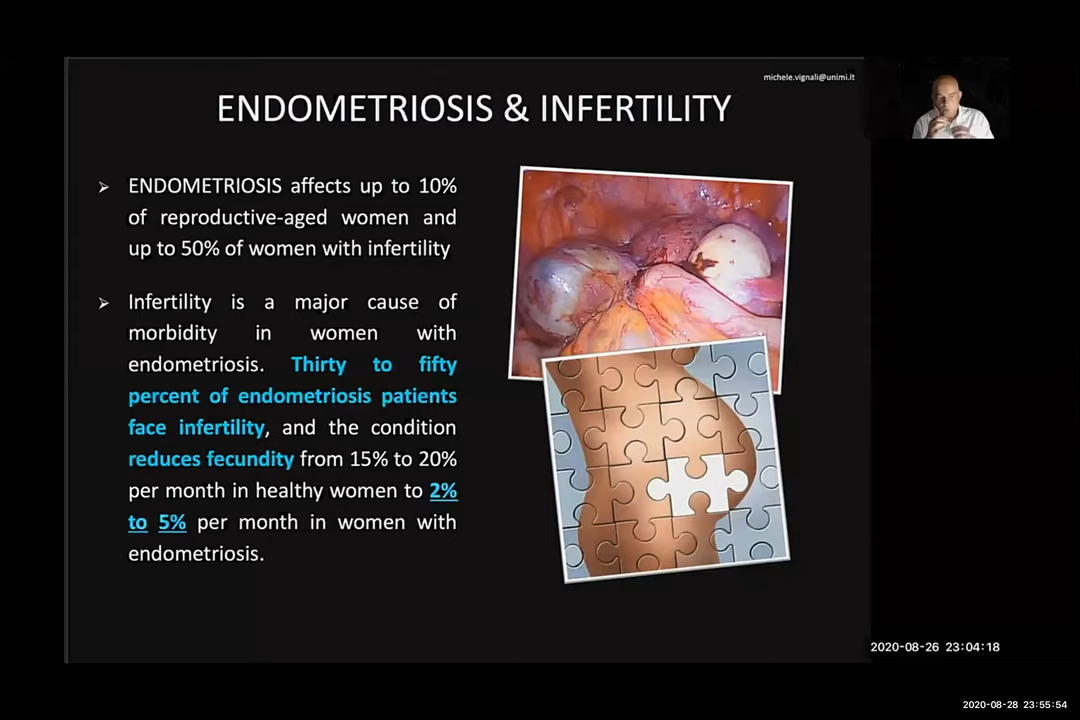 michele.vignali@unimi.it
ENDOMETRIOSIS & INFERTILITY
ENDOMETRIOSIS affects up to 10%
of reproductive-aged women and
up to 50% of women with infertility
Infertility is a major cause of
morbidity in women with
endometriosis. Thirty to fifty
percent of endometriosis patients
face infertility, and the condition
reduces fecundity from 15% to 20%
per month in healthy women to 2%
to 5% per month in women with
endometriosis.
2020-08-26 23:04:18
2020-08-28 23:55:54